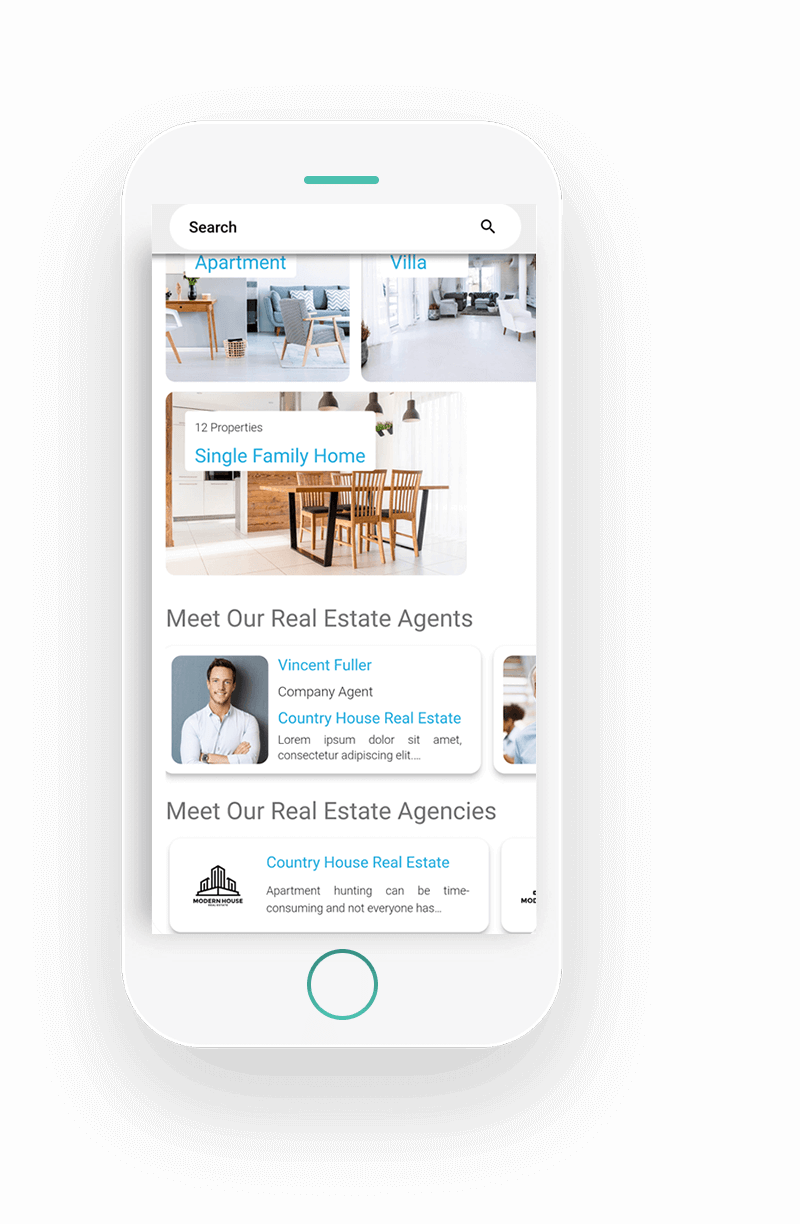 Search
Apartment
Villa
12 Properties
Single Family Home
Meet Our Real Estate Agents
Vincent Fuller
Company Agent
Country House Real Estate
Lorem ipsum dolor sit amet,
consectetur adipiscing elit....
Meet Our Real Estate Agencies
Country House Real Estate
Apartment hunting can be time-
consuming and not everyone has...
MODERN HOUSE
REAL ESTATE
MOD